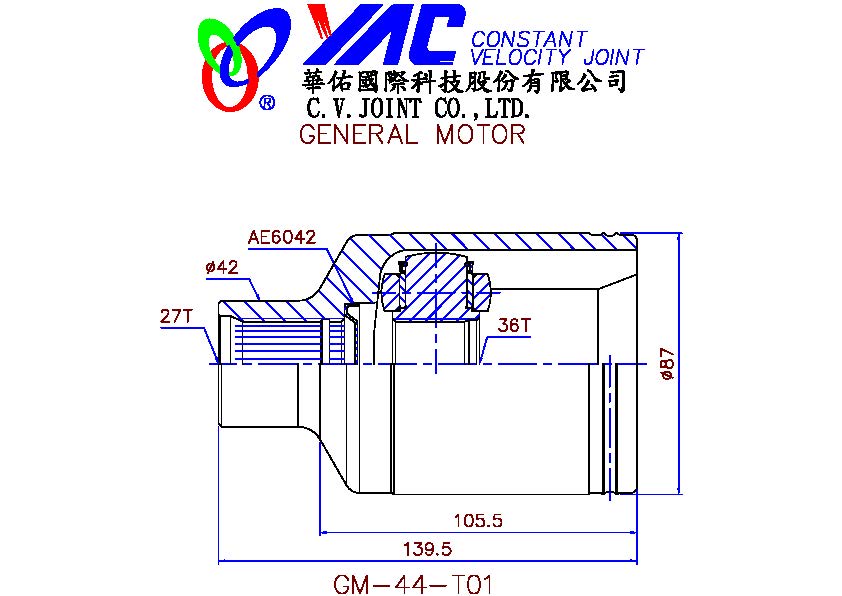 YAC CONSTANT
VELOCITY JOINT
®
華佑國際科技股份有限公司
C.V.JOINT CO.,LTD.
GENERAL MOTOR
AE6042
ø42
27T
36T
ø87
105.5
139.5
GM-44-T01